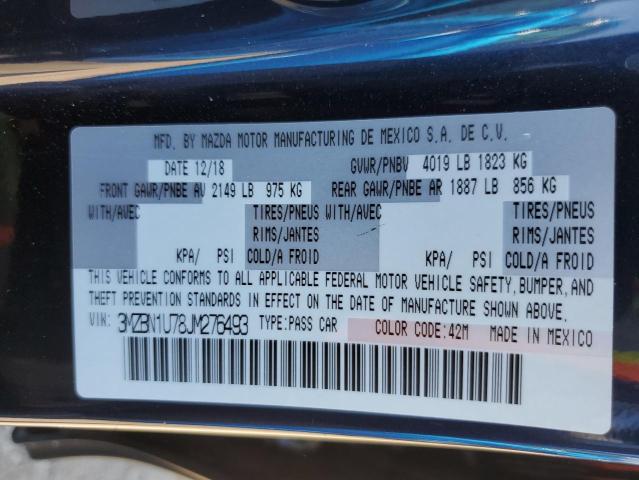 MFD. BY MAZDA MOTOR MANUFACTURING DE MEXICO S.A. DE C.V.
DATE 12/18 GVWR/PNBV 4019 LB 1823 KG
FRONT GAWR/PNBE AV 2149 LB 975 KG REAR GAWR/PNBE AR 1887 LB 856 KG
WITH/AVEC TIRES/PNEUS WITH/AVEC TIRES/PNEUS
RIMS/JANTES RIMS/JANTES
KPA/ PSI COLD/A FROID KPA/ PSI COLD/A FROID
THIS VEHICLE CONFORMS TO ALL APPLICABLE FEDERAL MOTOR VEHICLE SAFETY, BUMPER, AND
THEFT PREVENTION STANDARDS IN EFFECT ON THE DATE OF MANUFACTURE SHOWN ABOVE.
VIN: 3MZBN1U78JM276493 TYPE:PASS CAR COLOR CODE:42M MADE IN MEXICO